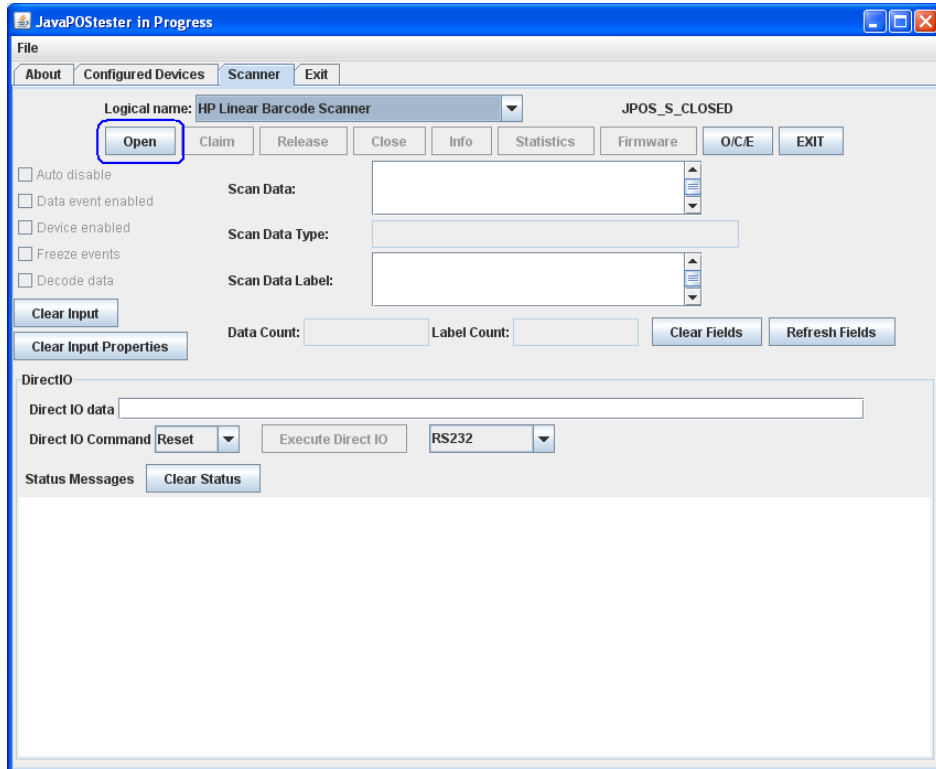 JavaPOStester in Progress
File
About Configured Devices Scanner Exit
Logical name: HP Linear Barcode Scanner JPOS_S_CLOSED
Open Claim Release Close Info Statistics Firmware O/C/E EXIT
Auto disable
Data event enabled
Device enabled
Freeze events
Decode data
Clear Input
Clear Input Properties
Scan Data:
Scan Data Type:
Scan Data Label:
Data Count: Label Count: Clear Fields Refresh Fields
DirectIO
Direct IO data
Direct IO Command Reset Execute Direct IO RS232
Status Messages Clear Status